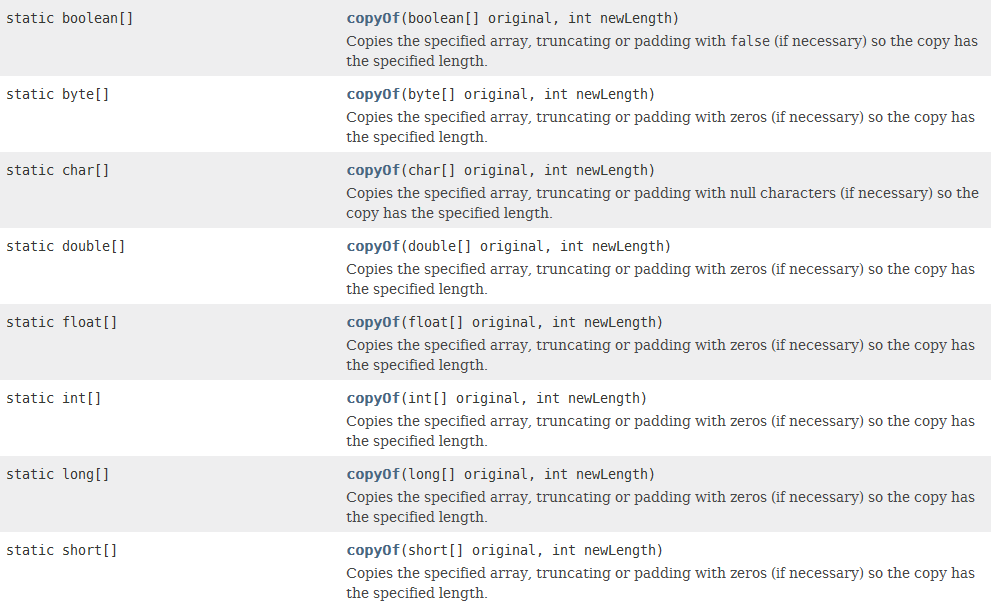 static boolean[]
copyOf(boolean[] original, int newLength)
Copies the specified array, truncating or padding with false (if necessary) so the copy has
the specified length.
static byte[]
copyOf(byte[] original, int newLength)
Copies the specified array, truncating or padding with zeros (if necessary) so the copy has
the specified length.
static char[]
copyOf(char[] original, int newLength)
Copies the specified array, truncating or padding with null characters (if necessary) so the
copy has the specified length.
static double[]
copyOf(double[] original, int newLength)
Copies the specified array, truncating or padding with zeros (if necessary) so the copy has
the specified length.
static float[]
copyOf(float[] original, int newLength)
Copies the specified array, truncating or padding with zeros (if necessary) so the copy has
the specified length.
static int[]
copyOf(int[] original, int newLength)
Copies the specified array, truncating or padding with zeros (if necessary) so the copy has
the specified length.
static long[]
copyOf(long[] original, int newLength)
Copies the specified array, truncating or padding with zeros (if necessary) so the copy has
the specified length.
static short[]
copyOf(short[] original, int newLength)
Copies the specified array, truncating or padding with zeros (if necessary) so the copy has
the specified length.